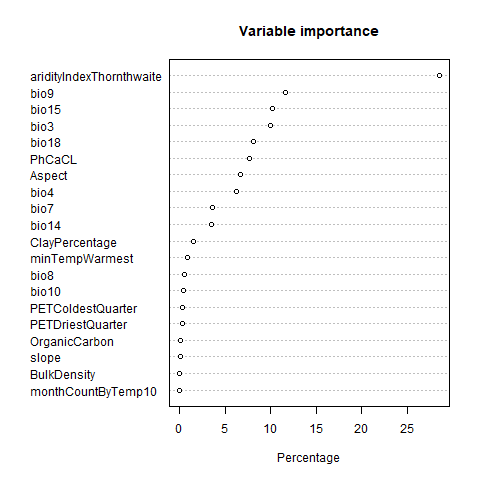 Variable importance
aridityIndexThornthwaite
bio9
bio15
bio3
bio18
PhCaCL
Aspect
bio4
bio7
bio14
ClayPercentage
minTempWarmest
bio8
bio10
PETColdestQuarter
PETDriestQuarter
OrganicCarbon
slope
BulkDensity
monthCountByTemp10
0 5 10 15 20 25
Percentage